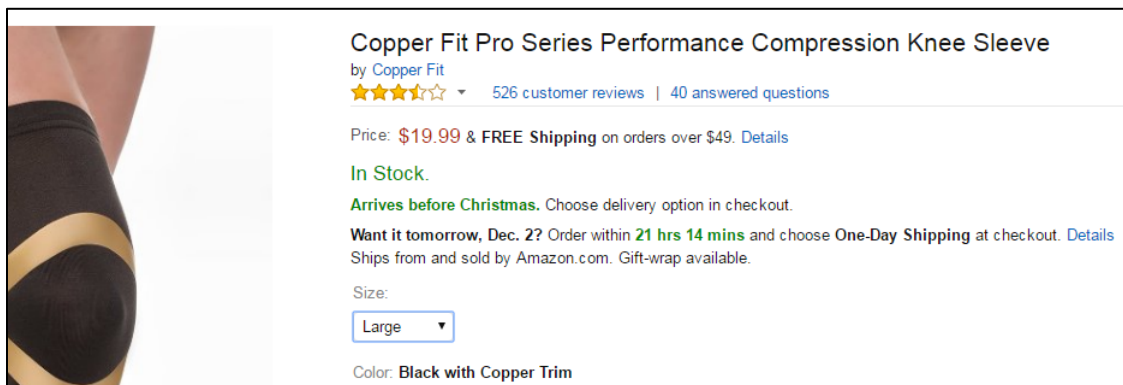 Copper Fit Pro Series Performance Compression Knee Sleeve
by Copper Fit
526 customer reviews | 40 answered questions
Price: $19.99 & FREE Shipping on orders over $49. Details
In Stock.
Arrives before Christmas. Choose delivery option in checkout.
Want it tomorrow, Dec. 2? Order within 21 hrs 14 mins and choose One-Day Shipping at checkout. Details
Ships from and sold by Amazon.com. Gift-wrap available.
Size:
Large
Color: Black with Copper Trim